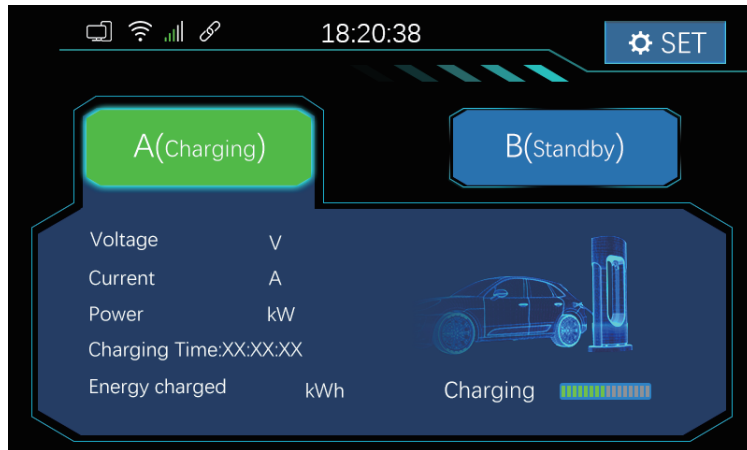 18:20:38
SET
A(Charging)
B(Standby)
Voltage V
Current A
Power kW
Charging Time:XX:XX:XX
Energy charged kWh
Charging